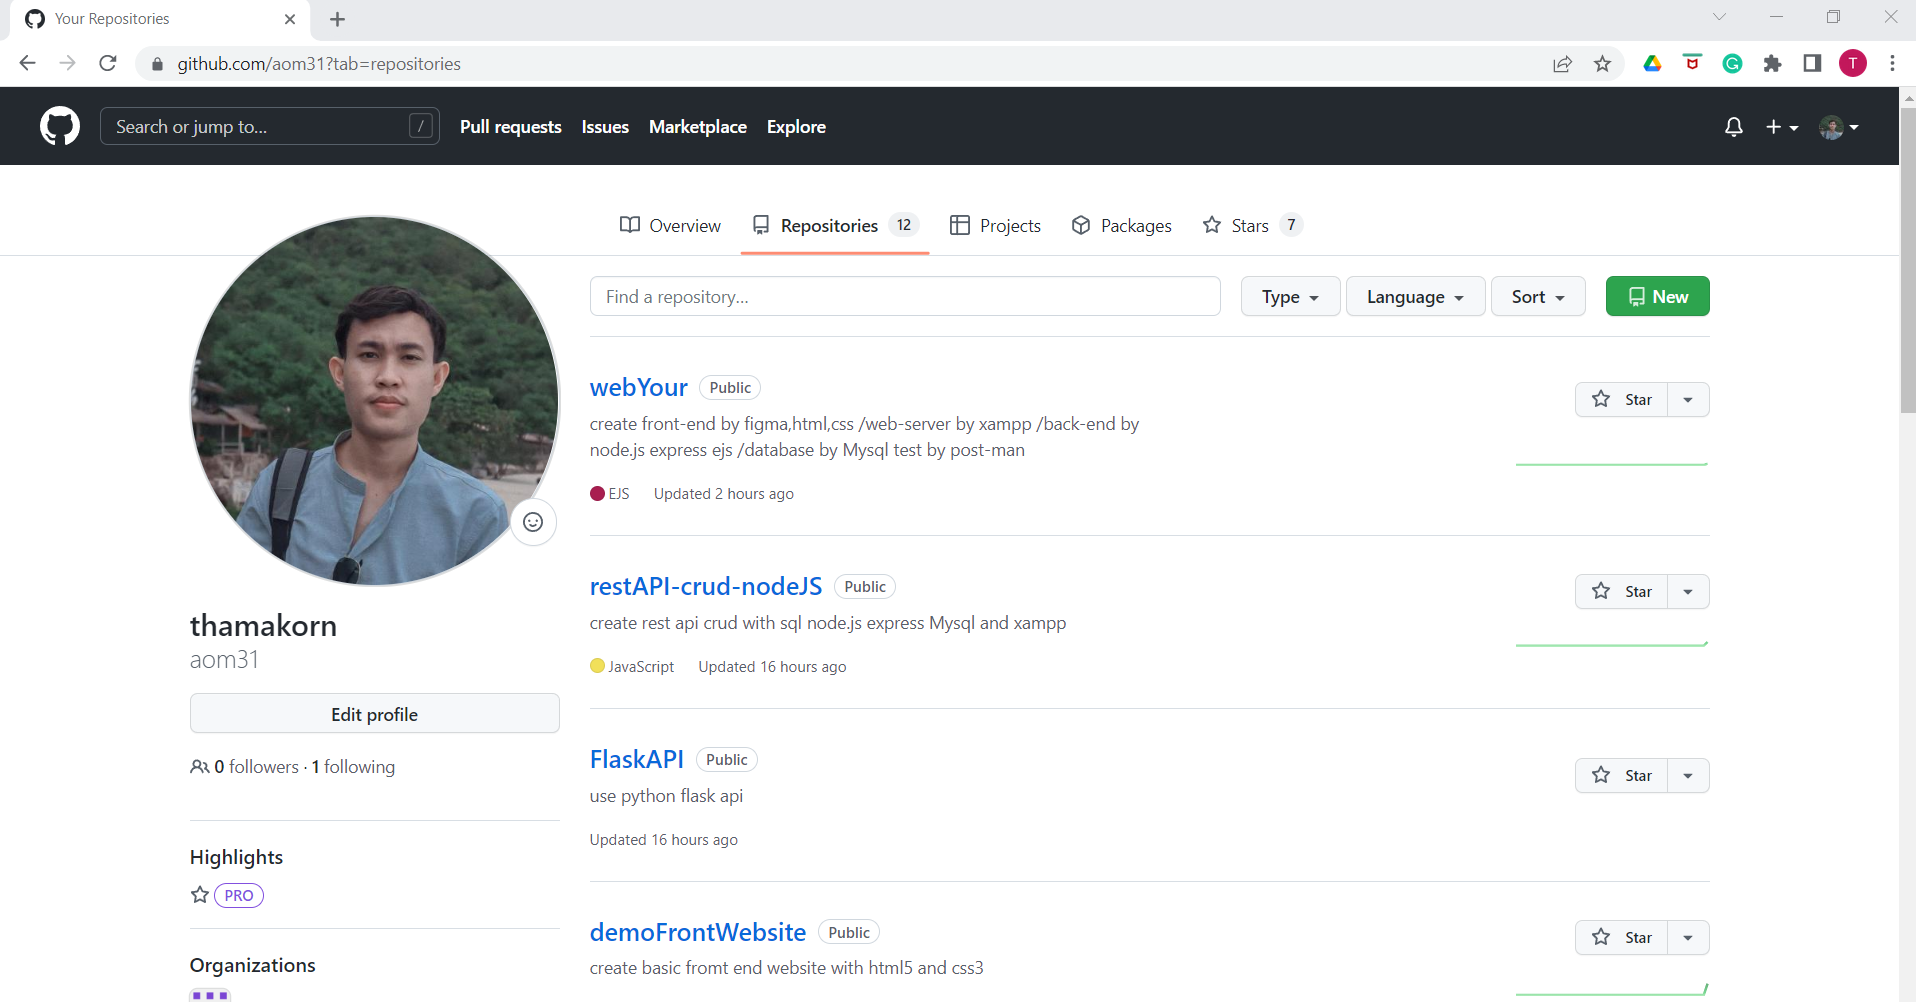 Your Repositories
github.com/aom31?tab=repositories
T
Search or jump to... /
Pull requests Issues Marketplace Explore
Overview Repositories 12 Projects Packages Stars 7
Find a repository...
Type Language Sort New
webYour Public
Star
create front-end by figma,html,css /web-server by xampp /back-end by
node.js express ejs /database by Mysql test by post-man
EJS Updated 2 hours ago
restAPI-crud-nodeJS Public
Star
create rest api crud with sql node.js express Mysql and xampp
JavaScript Updated 16 hours ago
FlaskAPI Public
Star
use python flask api
Updated 16 hours ago
demoFrontWebsite Public
Star
create basic fromt end website with html5 and css3
thamakorn
aom31
Edit profile
0 followers · 1 following
Highlights
PRO
Organizations